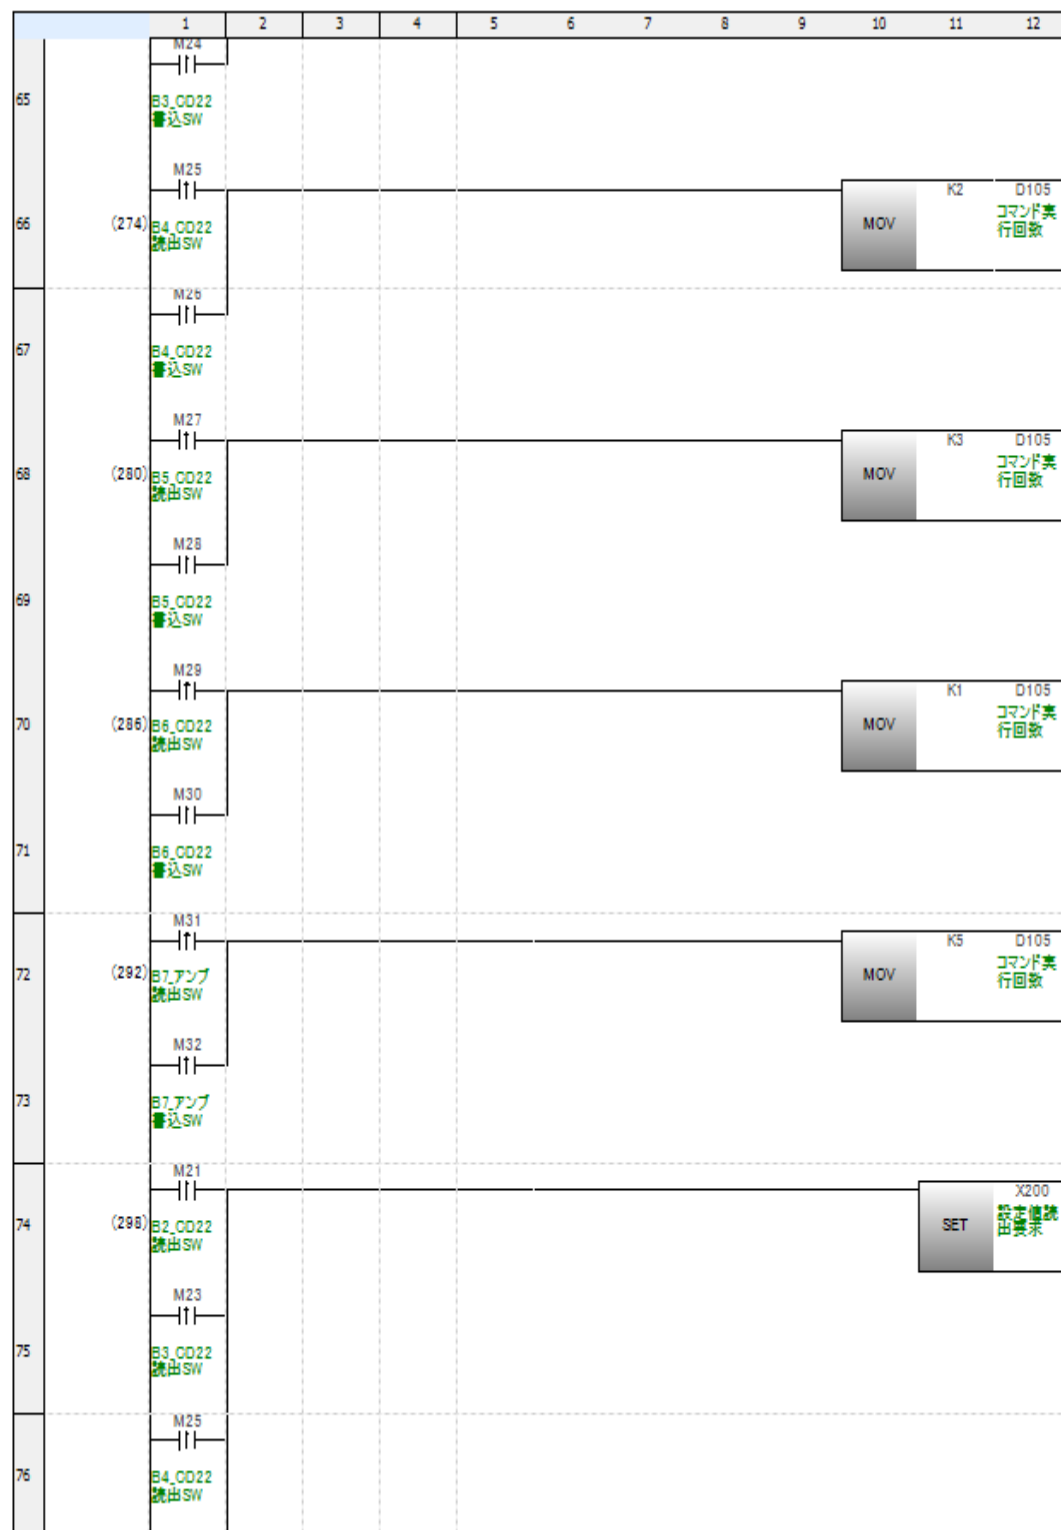 1 2 3 4 5 6 7 8 9 10 11 12
M24
65
B3_CD22
書込SW
M25
K2 D105
66 (274) B4_CD22 MOV コマンド実
読出SW 行回数
M26
67
B4_CD22
書込SW
M27
K3 D105
68 (280) B5_CD22 MOV コマンド実
読出SW 行回数
M28
69
B5_CD22
書込SW
M29
K1 D105
70 (286) B6_CD22 MOV コマンド実
読出SW 行回数
M30
71
B6_CD22
書込SW
M31
K5 D105
72 (292) B7_アンプ MOV コマンド実
読出SW 行回数
M32
73
B7_アンプ
書込SW
M21
X200
74 (298) B2_CD22 SET 設定値読
読出SW 出要求
M23
75
B3_CD22
読出SW
M25
76
B4_CD22
読出SW